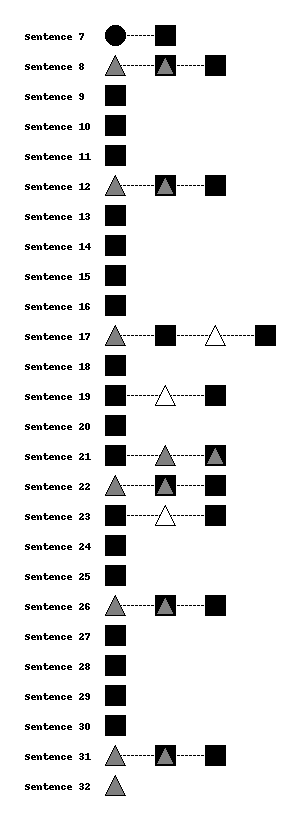 Sentence 7
Sentence 8
Sentence 9
Sentence 10
Sentence 11
Sentence 12
Sentence 13
Sentence 14
Sentence 15
Sentence 16
Sentence 17
Sentence 18
Sentence 19
Sentence 20
Sentence 21
Sentence 22
Sentence 23
Sentence 24
Sentence 25
Sentence 26
Sentence 27
Sentence 28
Sentence 29
Sentence 30
Sentence 31
Sentence 32